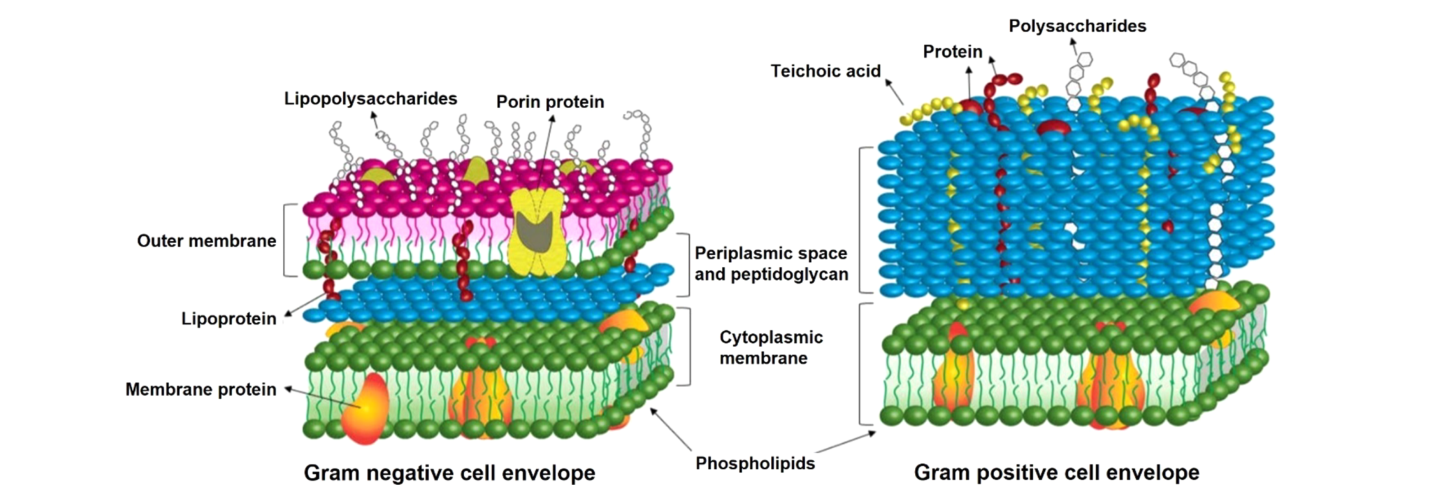 Polysaccharides
Protein
Teichoic acid
Lipopolysaccharides
Porin protein
Outer membrane
Periplasmic space
and peptidoglycan
Lipoprotein
Cytoplasmic
membrane
Membrane protein
Phospholipids
Gram negative cell envelope
Gram positive cell envelope